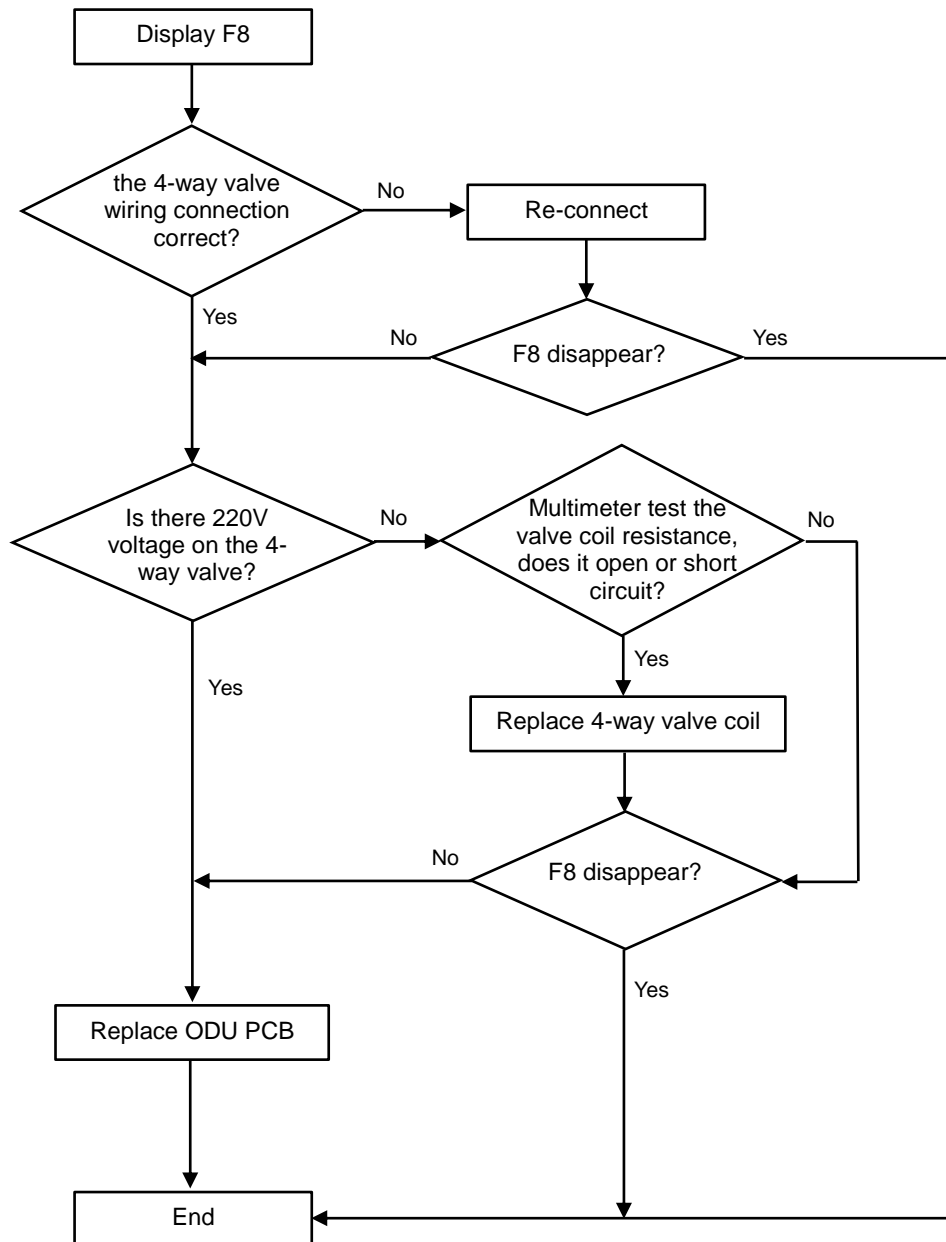 Display F8
the 4-way valve
wiring connection
correct?
No
Re-connect
Yes
No
F8 disappear?
Yes
Is there 220V
voltage on the 4-
way valve?
No
Multimeter test the
valve coil resistance,
does it open or short
circuit?
No
Yes
Yes
Replace 4-way valve coil
No
F8 disappear?
Yes
Replace ODU PCB
End